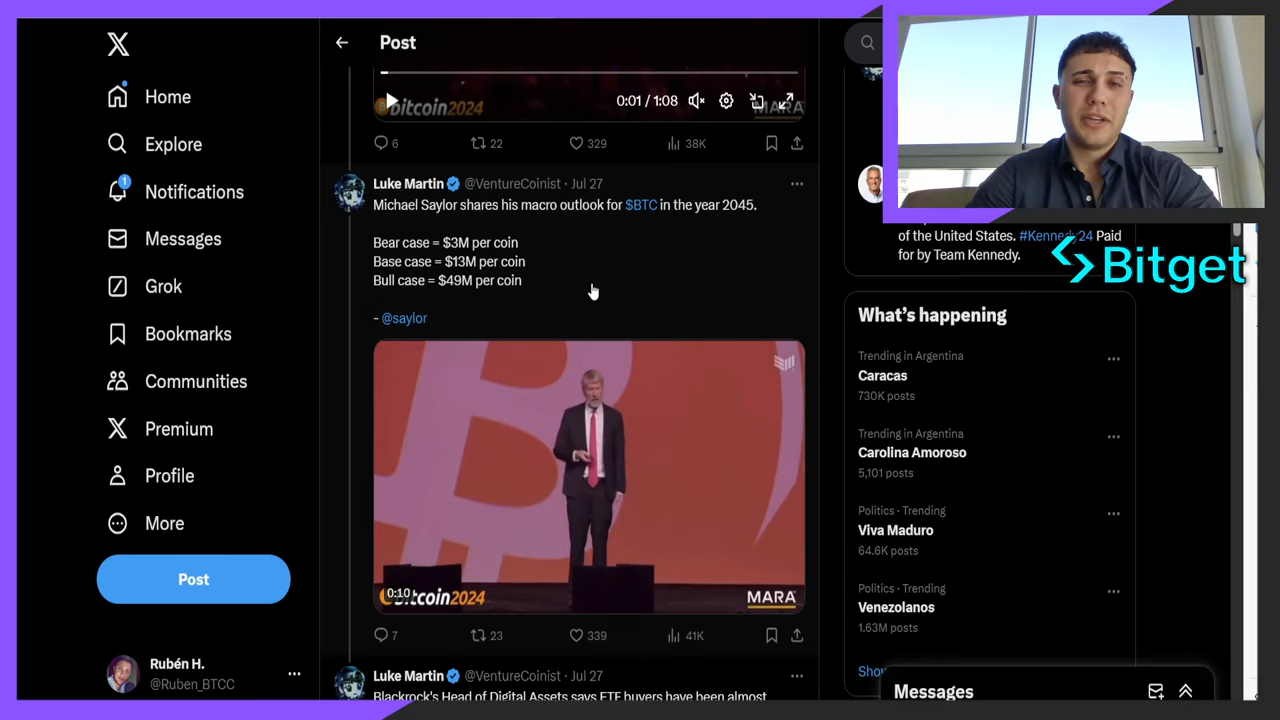 Home
Explore
1
Notifications
Messages
Grok
Bookmarks
Communities
Premium
Profile
More
Post
Rubén H.
@Ruben_BTCC
Post
bitcoin2024
0:01 / 1:08
MARA
6
22
329
38K
Luke Martin @VentureCoinist · Jul 27
Michael Saylor shares his macro outlook for $BTC in the year 2045.
Bear case = $3M per coin
Base case = $13M per coin
Bull case = $49M per coin
– @saylor
0:10
bitcoin2024
MARA
7
23
339
41K
Luke Martin @VentureCoinist · Jul 27
Blackrock's Head of Digital Assets says ETF buyers have been almost
of the United States. #Kennedy24 Paid
for by Team Kennedy.
Bitget
What's happening
Trending in Argentina
Caracas
730K posts
Trending in Argentina
Carolina Amoroso
5,101 posts
Politics · Trending
Viva Maduro
64.6K posts
Politics · Trending
Venezolanos
1.63M posts
Messages